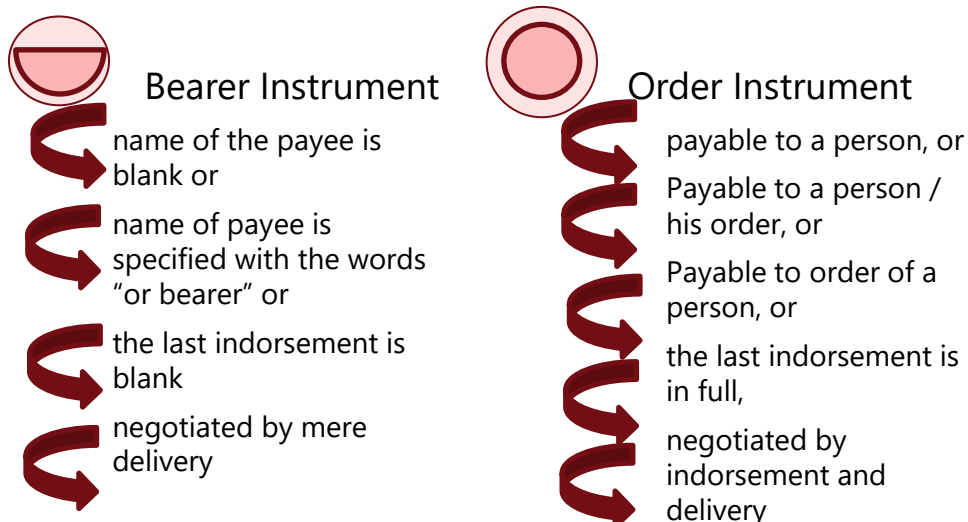 Bearer Instrument
name of the payee is
blank or
name of payee is
specified with the words
“or bearer” or
the last indorsement is
blank
negotiated by mere
delivery
Order Instrument
payable to a person, or
Payable to a person /
his order, or
Payable to order of a
person, or
the last indorsement is
in full,
negotiated by
indorsement and
delivery